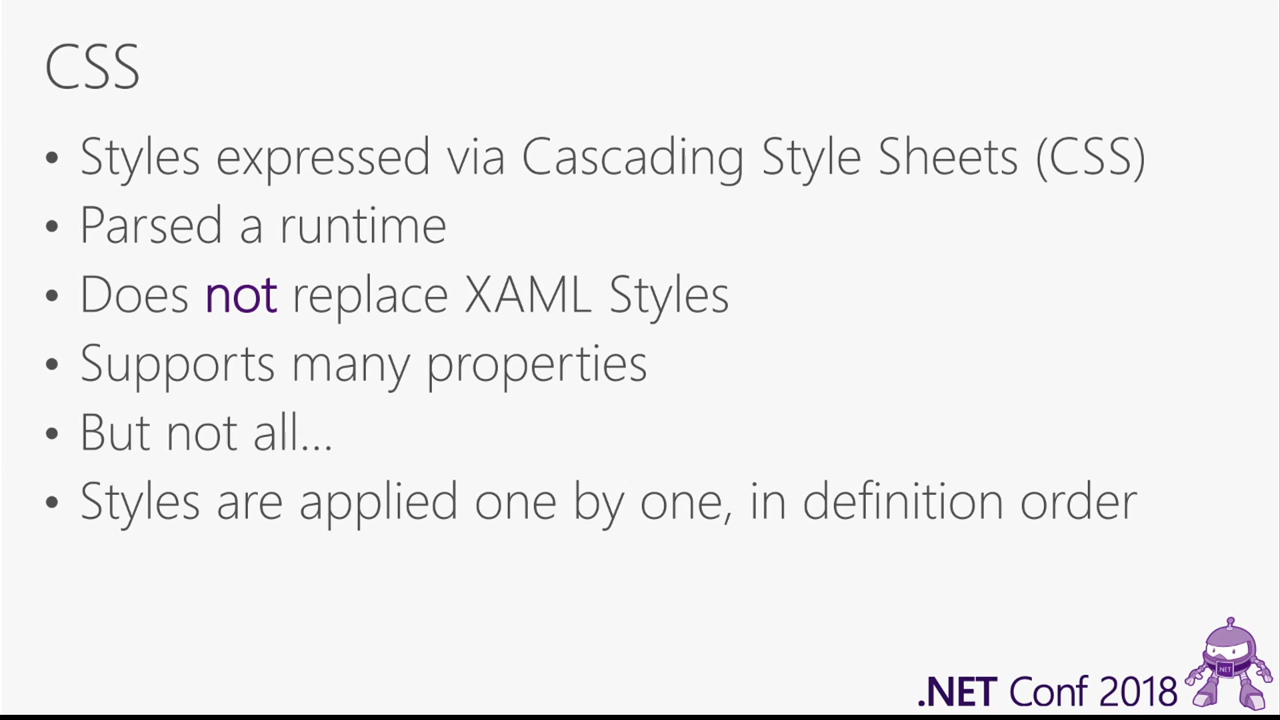 CSS
• Styles expressed via Cascading Style Sheets (CSS)
• Parsed a runtime
• Does not replace XAML Styles
• Supports many properties
• But not all...
• Styles are applied one by one, in definition order
.NET
.NET Conf 2018